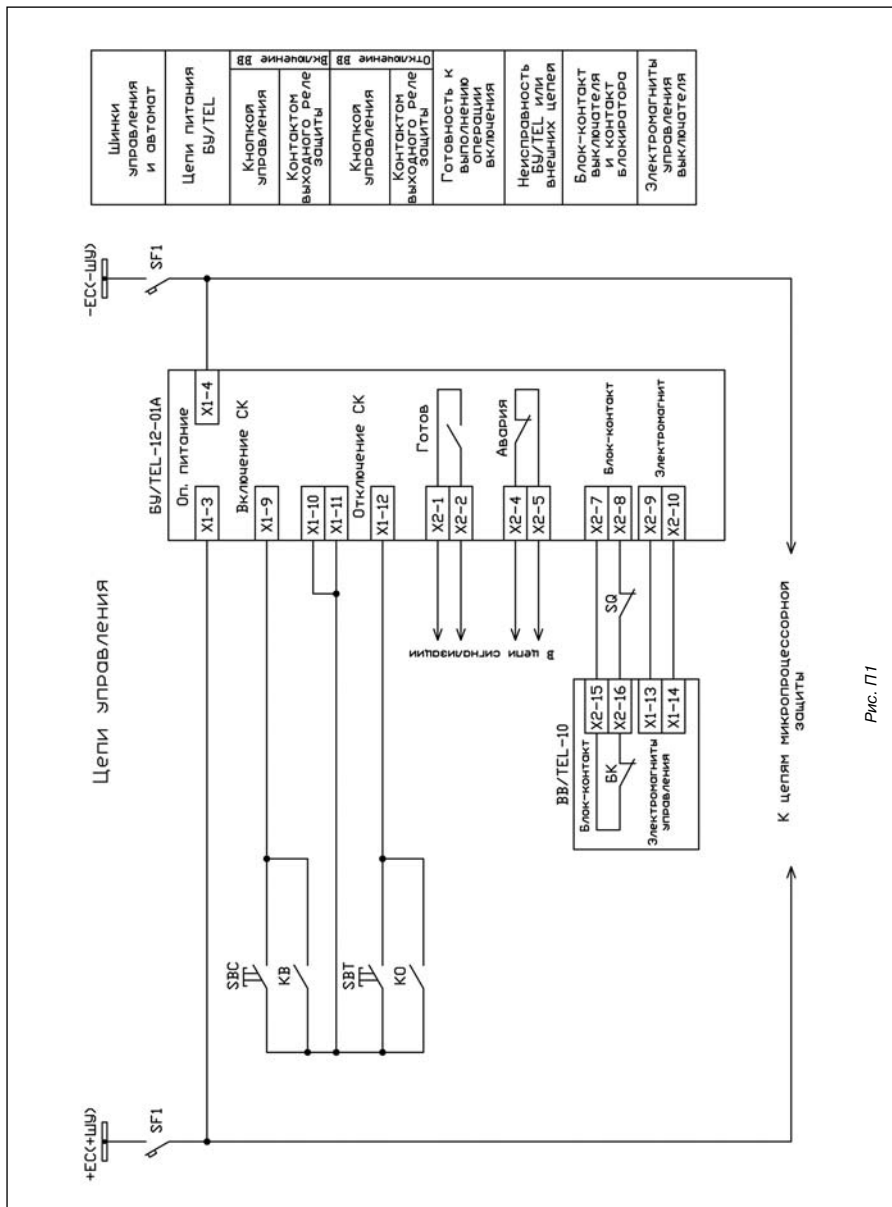 Цепи управления
+ЕС(+ШУ)
SF1
-ЕС(-ШУ)
SF1
БУ/TEL-12-01А
Оп. питание
X1-3
X1-4
Включение СК
X1-9
X1-10
X1-11
Отключение СК
X1-12
SBC
КВ
SBT
КО
Готов
X2-1
X2-2
Авария
X2-4
X2-5
В цепи сигнализации
Блок-контакт
X2-7
X2-8
Электромагнит
X2-9
X2-10
SQ
ВВ/TEL-10
Блок-контакт
X2-15
X2-16
БК
Электромагниты
управления
X1-13
X1-14
К цепям микропроцессорной
защиты
Шинки
управления
и автомат
Цепи питания
БУ/TEL
Включение ВВ
Кнопкой
управления
Контактом
выходного реле
защиты
Отключение ВВ
Кнопкой
управления
Контактом
выходного реле
защиты
Готовность к
выполнению
операции
включения
Неисправность
БУ/TEL или
внешних цепей
Блок-контакт
выключателя
и контакт
блокиратора
Электромагниты
управления
выключателя
Рис. П1